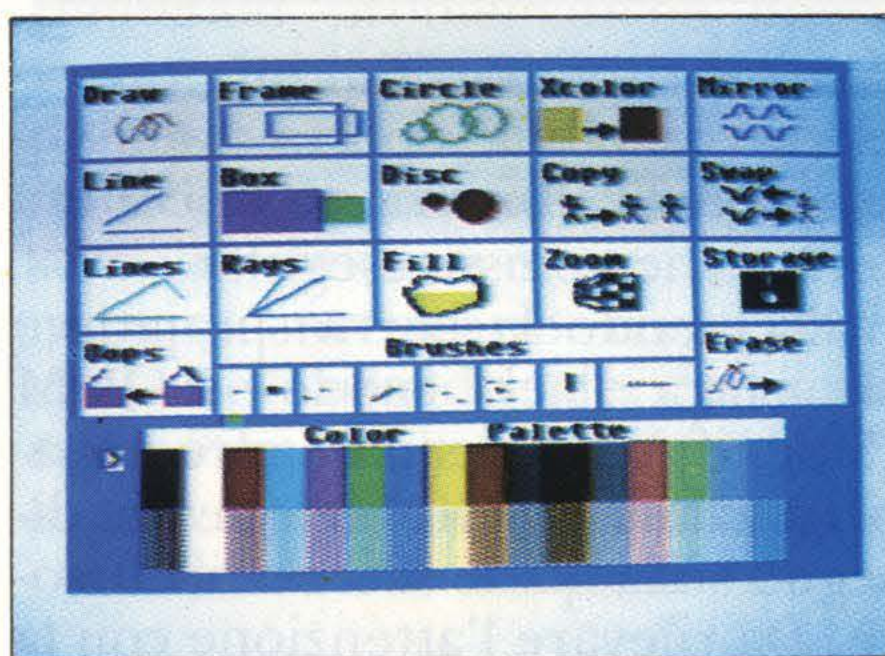 Draw Frame Circle Xcolor Mirror
Line Box Disc Copy Swap
Lines Rays Fill Zoom Storage
Oops Brushes Erase
Color Palette